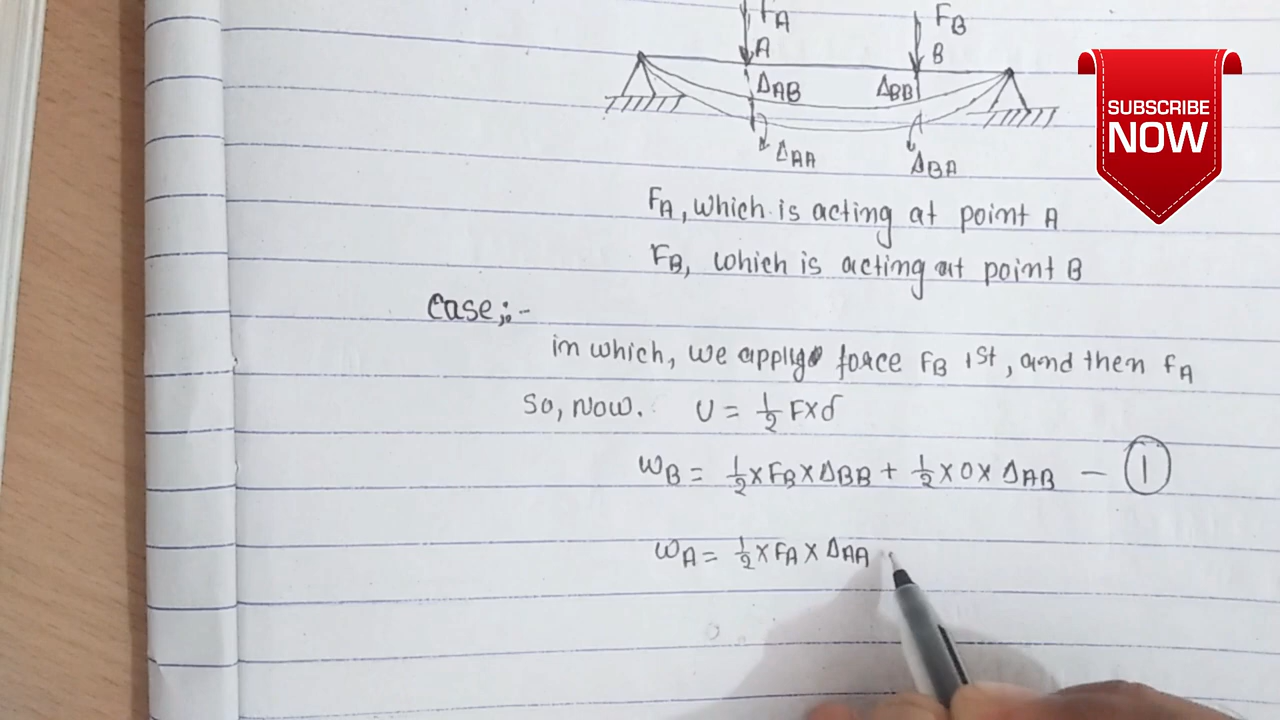 FA
FB
A
B
ΔAB
ΔBB
ΔAA
ΔBA
SUBSCRIBE
NOW
FA, which is acting at point A
FB, which is acting at point B
Case;:-
in which, we apply force FB 1st, and then fA
So, Now. U = 1/2 F×δ
WB = 1/2 × FB × ΔBB + 1/2 × 0 × ΔAB — 1
WA = 1/2 × FA × ΔAA